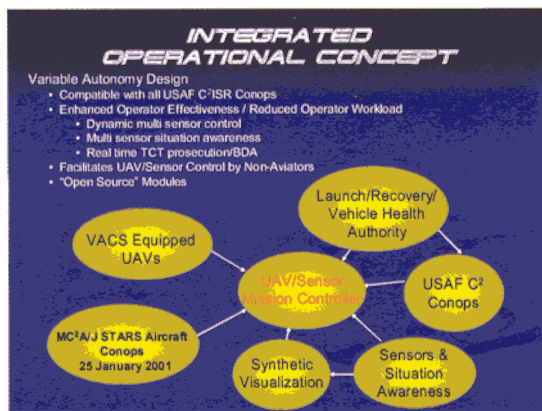 INTEGRATED
OPERATIONAL CONCEPT
Variable Autonomy Design
• Compatible with all USAF C²ISR Conops
• Enhanced Operator Effectiveness / Reduced Operator Workload
• Dynamic multi sensor control
• Multi sensor situation awareness
• Real time TCT prosecution/BDA
• Facilitates UAV/Sensor Control by Non-Aviators
• "Open Source" Modules
Launch/Recovery/
Vehicle Health
Authority
VACS Equipped
UAVs
UAV/Sensor
Mission Controller
USAF C²
Conops
MC²A/J STARS Aircraft
Conops
25 January 2001
Synthetic
Visualization
Sensors &
Situation
Awareness